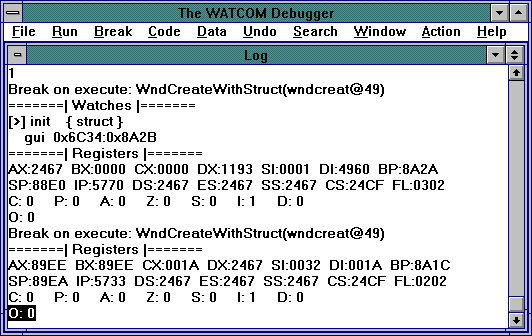 The WATCOM Debugger
File Run Break Code Data Undo Search Window Action Help
Log
1
Break on execute: WndCreateWithStruct(wndcreat@49)
=======| Watches |=======
[>] init { struct }
gui 0x6C34:0x8A2B
=======| Registers |=======
AX:2467 BX:0000 CX:0000 DX:1193 SI:0001 DI:4960 BP:8A2A
SP:88E0 IP:5770 DS:2467 ES:2467 SS:2467 CS:24CF FL:0302
C: 0 P: 0 A: 0 Z: 0 S: 0 I: 1 D: 0
O: 0
Break on execute: WndCreateWithStruct(wndcreat@49)
=======| Registers |=======
AX:89EE BX:89EE CX:001A DX:2467 SI:0032 DI:001A BP:8A1C
SP:89EA IP:5733 DS:2467 ES:2467 SS:2467 CS:24CF FL:0202
C: 0 P: 0 A: 0 Z: 0 S: 0 I: 1 D: 0
O: 0